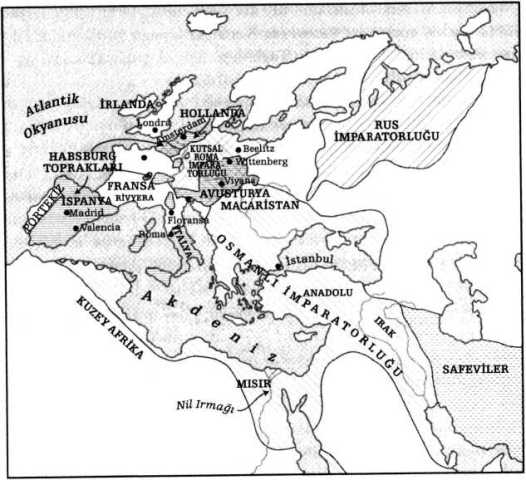 Atlantik
Okyanusu
İRLANDA
Londra
HOLLANDA
Amsterdam
RUS
İMPARATORLUĞU
Beelitz
KUTSAL
ROMA
İMPARA
TORLUĞU
Wittenberg
HABSBURG
TOPRAKLARI
Viyana
FRANSA
RİVYERA
AVUSTURYA
MACARİSTAN
PORTEKİZ
İSPANYA
Madrid
Valencia
Floransa
Roma
İTALYA
OSMANLI İMPARATORLUĞU
İstanbul
ANADOLU
Akdeniz
KUZEY AFRİKA
IRAK
SAFEVİLER
MISIR
Nil Irmağı